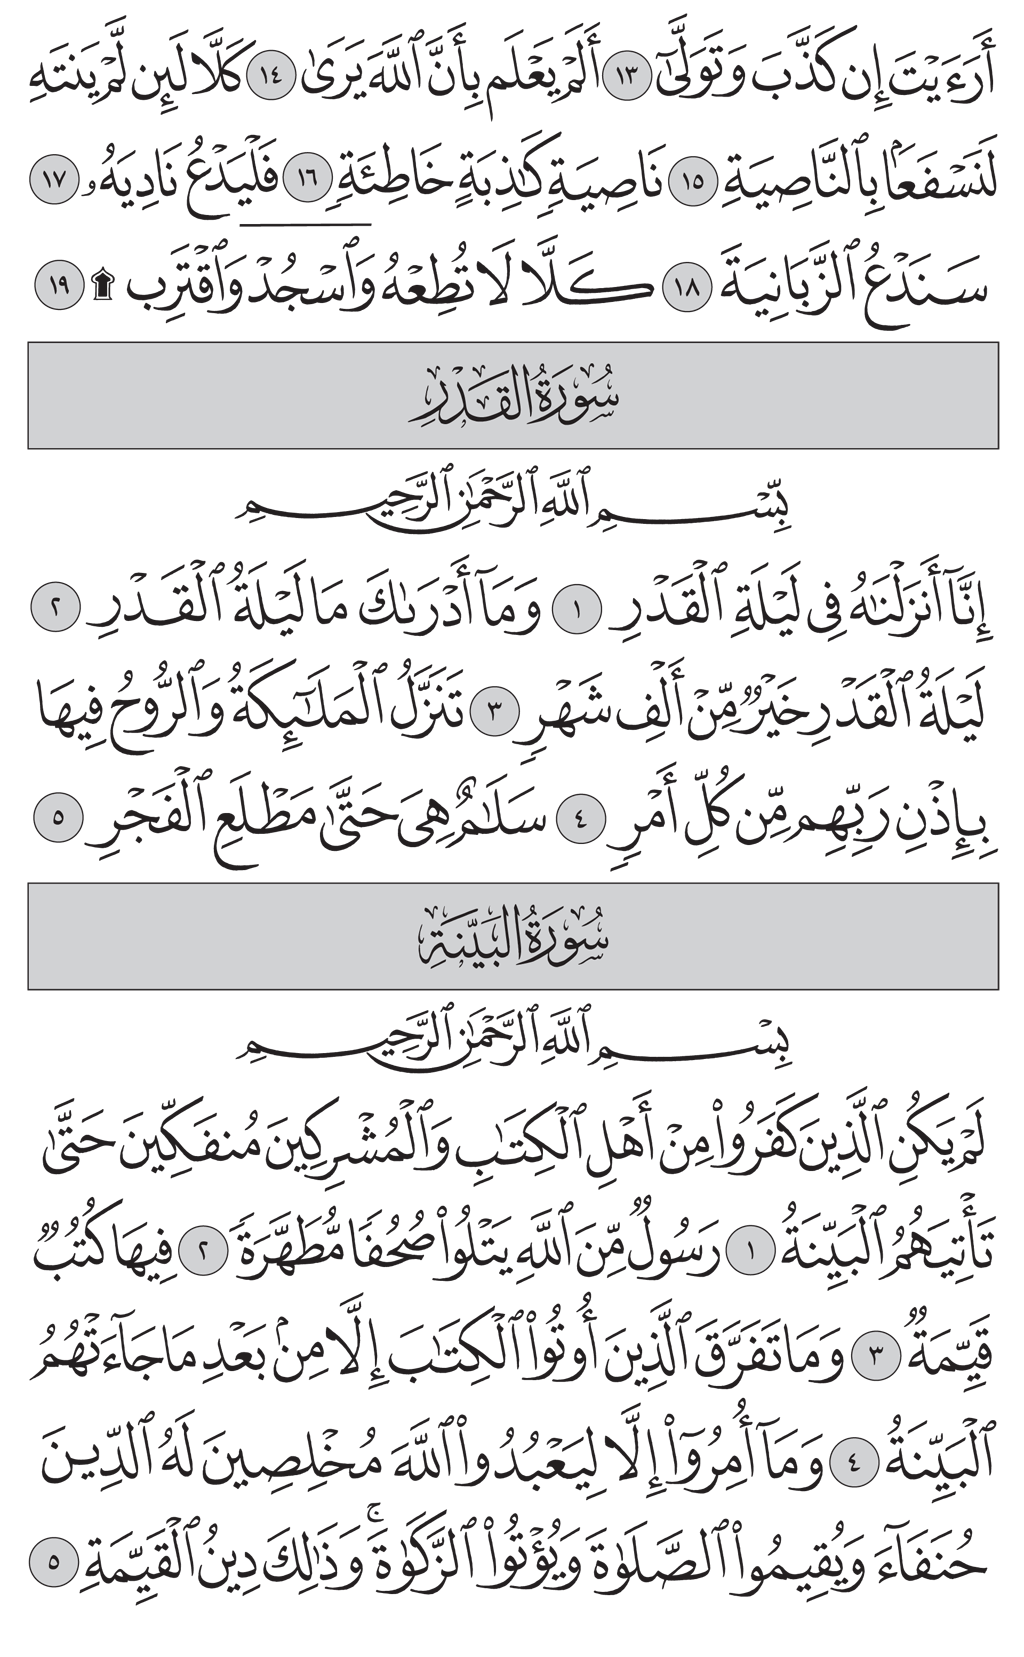 أَرَءَيۡتَ إِن كَذَّبَ وَتَوَلَّىٰٓ ١٣ أَلَمۡ يَعۡلَم بِأَنَّ ٱللَّهَ يَرَىٰ ١٤ كَلَّا لَئِن لَّمۡ يَنتَهِ
لَنَسۡفَعَۢا بِٱلنَّاصِيَةِ ١٥ نَاصِيَةٖ كَٰذِبَةٍ خَاطِئَةٖ ١٦ فَلۡيَدۡعُ نَادِيَهُۥ ١٧
سَنَدۡعُ ٱلزَّبَانِيَةَ ١٨ كَلَّا لَا تُطِعۡهُ وَٱسۡجُدۡۤ وَٱقۡتَرِب ۩ ١٩
سُورَةُ القَدۡرِ
بِّسۡمِ ٱللَّهِ ٱلرَّحۡمَٰنِ ٱلرَّحِيمِ
إِنَّآ أَنزَلۡنَٰهُ فِي لَيۡلَةِ ٱلۡقَدۡرِ ١ وَمَآ أَدۡرَىٰكَ مَا لَيۡلَةُ ٱلۡقَدۡرِ ٢
لَيۡلَةُ ٱلۡقَدۡرِ خَيۡرٞ مِّنۡ أَلۡفِ شَهۡرٖ ٣ تَنَزَّلُ ٱلۡمَلَٰٓئِكَةُ وَٱلرُّوحُ فِيهَا
بِإِذۡنِ رَبِّهِم مِّن كُلِّ أَمۡرٖ ٤ سَلَٰمٌ هِيَ حَتَّىٰ مَطۡلَعِ ٱلۡفَجۡرِ ٥
سُورَةُ البَيِّنَةِ
بِسۡمِ ٱللَّهِ ٱلرَّحۡمَٰنِ ٱلرَّحِيمِ
لَمۡ يَكُنِ ٱلَّذِينَ كَفَرُواْ مِنۡ أَهۡلِ ٱلۡكِتَٰبِ وَٱلۡمُشۡرِكِينَ مُنفَكِّينَ حَتَّىٰ
تَأۡتِيَهُمُ ٱلۡبَيِّنَةُ ١ رَسُولٞ مِّنَ ٱللَّهِ يَتۡلُواْ صُحُفٗا مُّطَهَّرَةٗ ٢ فِيهَا كُتُبٞ
قَيِّمَةٞ ٣ وَمَا تَفَرَّقَ ٱلَّذِينَ أُوتُواْ ٱلۡكِتَٰبَ إِلَّا مِنۢ بَعۡدِ مَا جَآءَتۡهُمُ
ٱلۡبَيِّنَةُ ٤ وَمَآ أُمِرُوٓاْ إِلَّا لِيَعۡبُدُواْ ٱللَّهَ مُخۡلِصِينَ لَهُ ٱلدِّينَ
حُنَفَآءَ وَيُقِيمُواْ ٱلصَّلَوٰةَ وَيُؤۡتُواْ ٱلزَّكَوٰةَۚ وَذَٰلِكَ دِينُ ٱلۡقَيِّمَةِ ٥